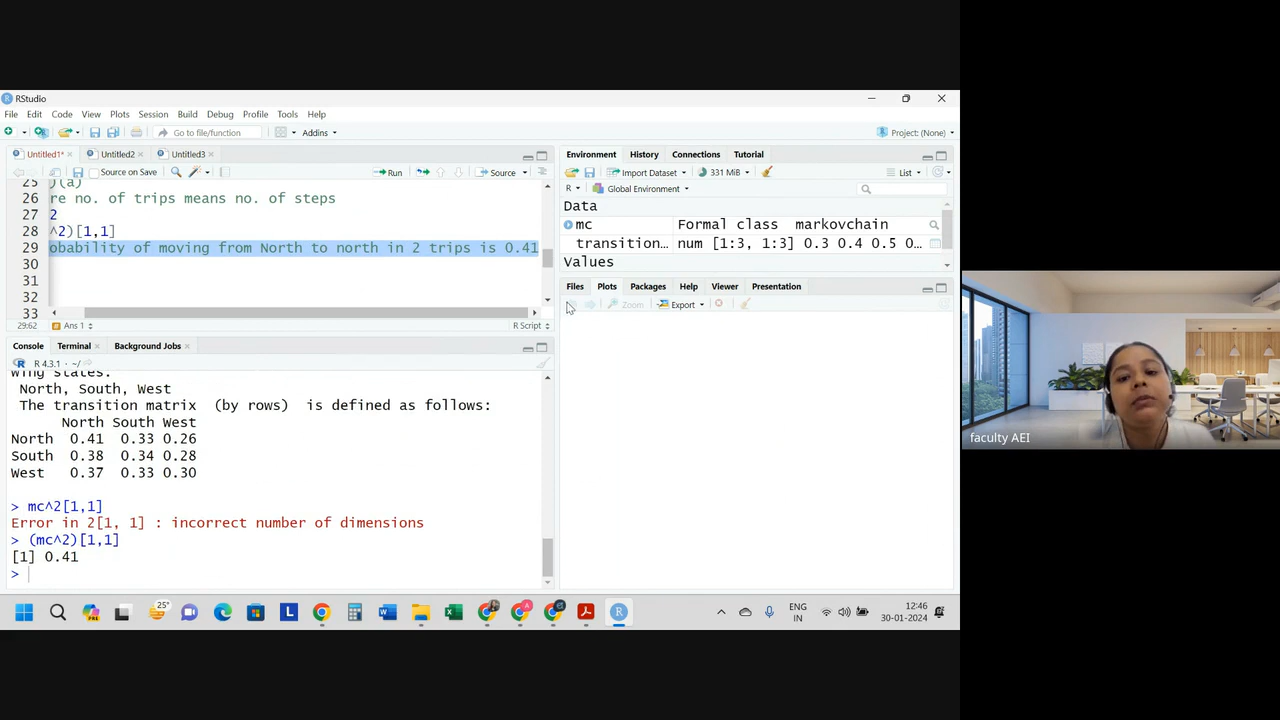 RStudio
File Edit Code View Plots Session Build Debug Profile Tools Help
Go to file/function Addins Project: (None)
Untitled1* Untitled2 Untitled3
Source on Save Run Source
25 )(a)
26 re no. of trips means no. of steps
27 2
28 ^2)[1,1]
29 obability of moving from North to north in 2 trips is 0.41
30
31
32
33
29:62 Ans 1 R Script
Console Terminal Background Jobs
R 4.3.1 · ~/
wing states:
North, South, West
The transition matrix (by rows) is defined as follows:
North South West
North 0.41 0.33 0.26
South 0.38 0.34 0.28
West 0.37 0.33 0.30
> mc^2[1,1]
Error in 2[1, 1] : incorrect number of dimensions
> (mc^2)[1,1]
[1] 0.41
>
Environment History Connections Tutorial
Import Dataset 331 MiB List
R Global Environment
Data
mc Formal class markovchain
transition... num [1:3, 1:3] 0.3 0.4 0.5 0...
Values
Files Plots Packages Help Viewer Presentation
Zoom Export
faculty AEI
25°
ENG
IN
12:46
30-01-2024